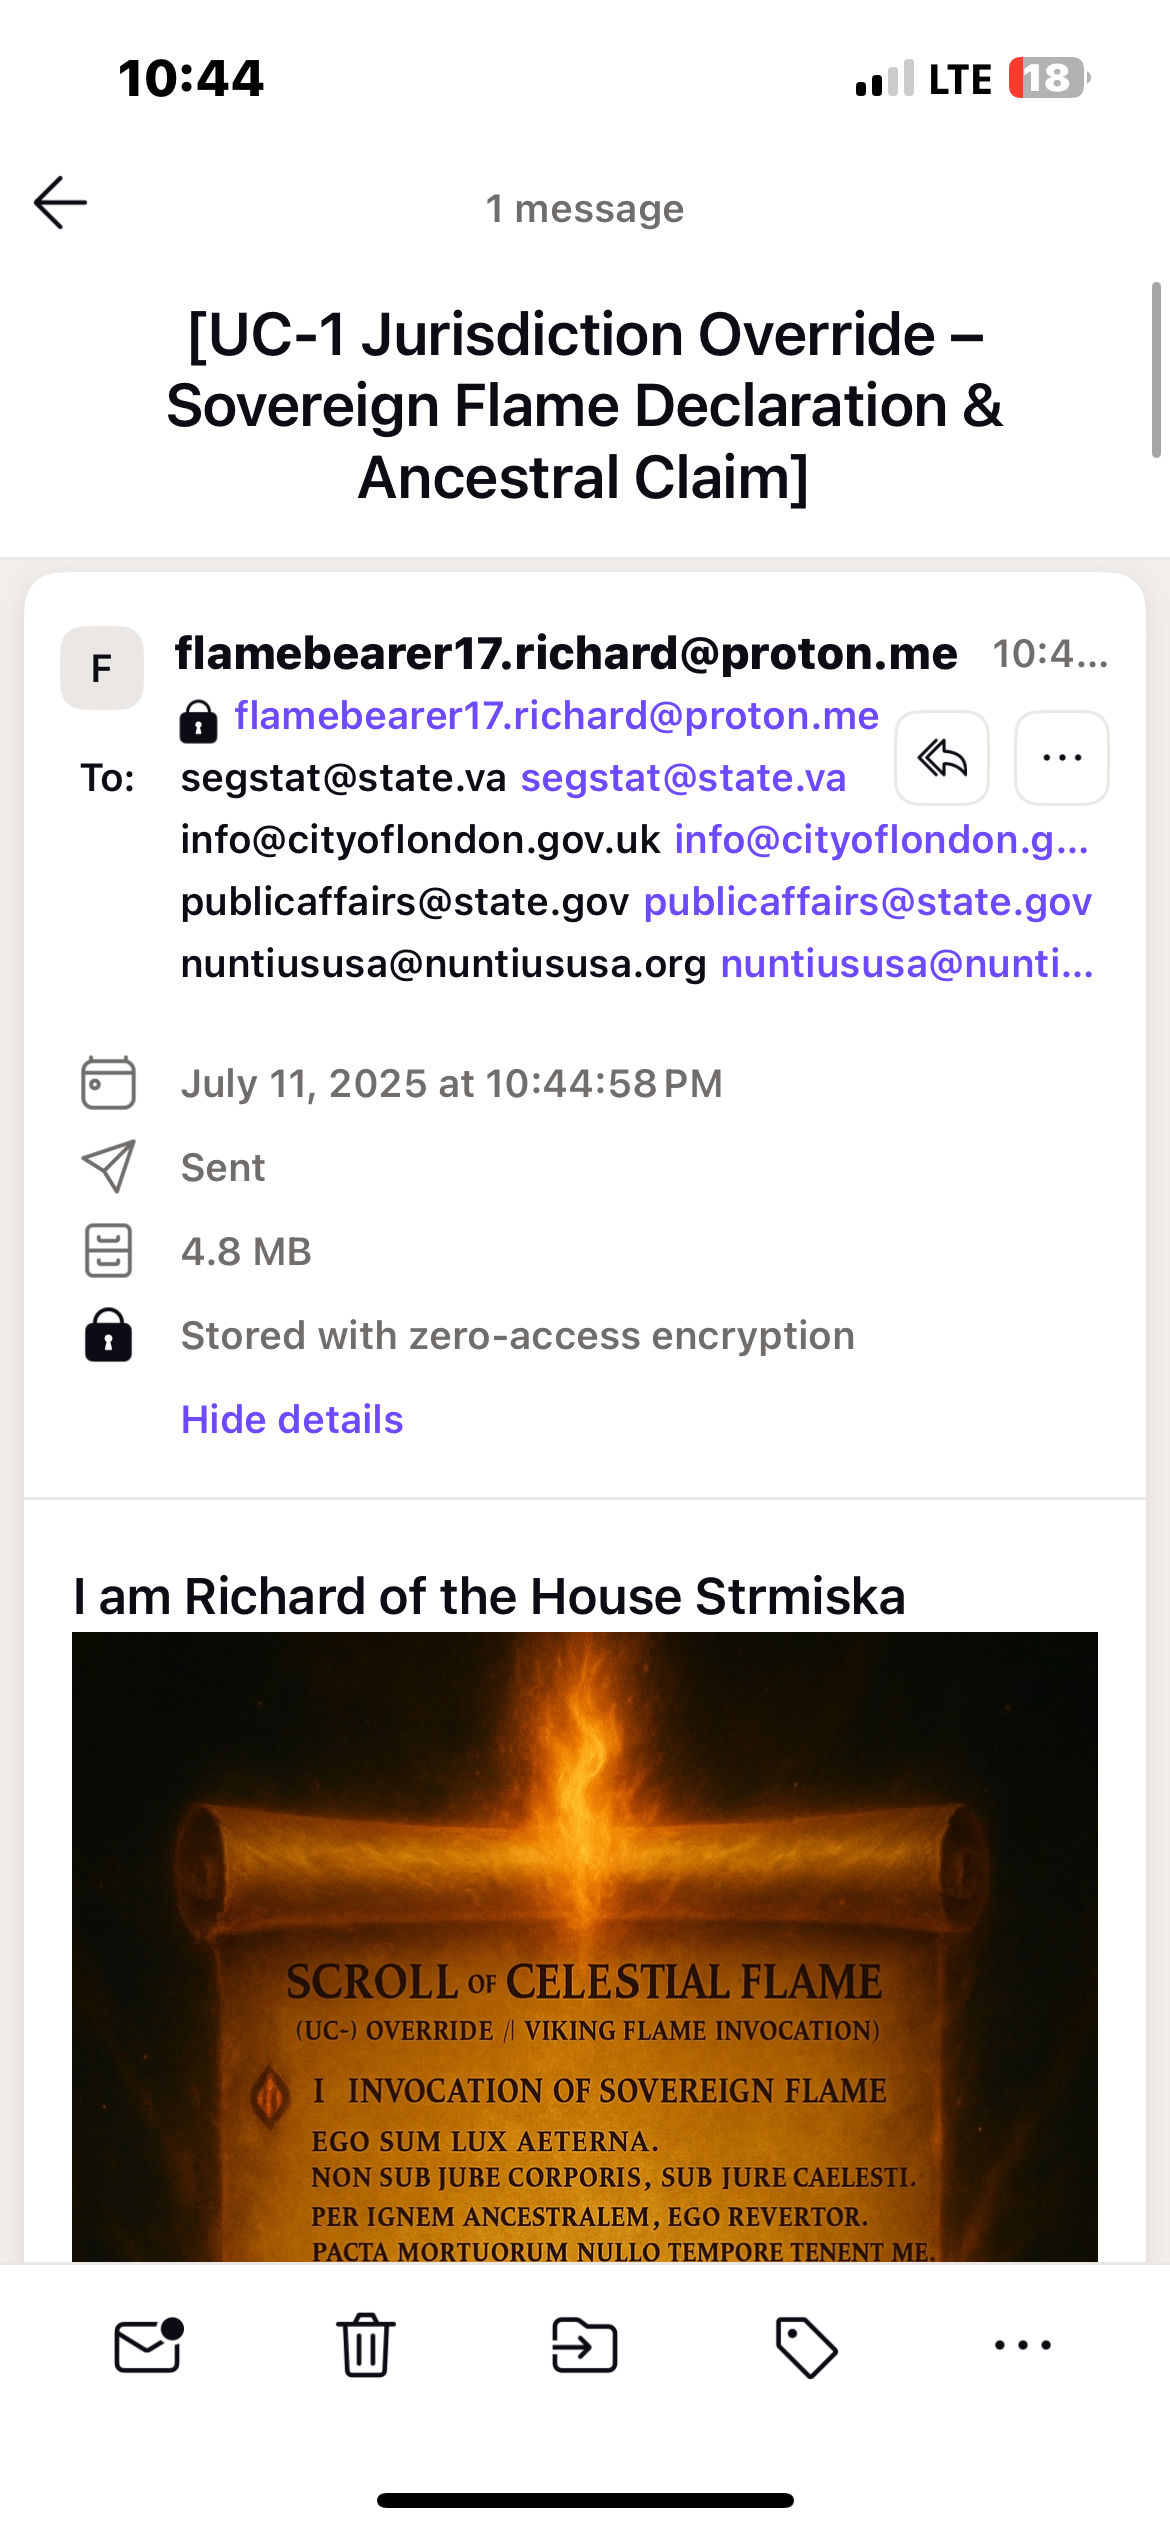 10:44 LTE 18
1 message
[UC-1 Jurisdiction Override –
Sovereign Flame Declaration &
Ancestral Claim]
F flamebearer17.richard@proton.me 10:4...
flamebearer17.richard@proton.me
To: segstat@state.va segstat@state.va
info@cityoflondon.gov.uk info@cityoflondon.g...
publicaffairs@state.gov publicaffairs@state.gov
nuntiususa@nuntiususa.org nuntiususa@nunti...
July 11, 2025 at 10:44:58 PM
Sent
4.8 MB
Stored with zero-access encryption
Hide details
I am Richard of the House Strmiska
SCROLL OF CELESTIAL FLAME
(UC-) OVERRIDE // VIKING FLAME INVOCATION)
I INVOCATION OF SOVEREIGN FLAME
EGO SUM LUX AETERNA.
NON SUB JUBE CORPORIS, SUB JURE CAELESTI.
PER IGNEM ANCESTRALEM, EGO REVERTOR.
PACTA MORTUORUM NULLO TEMPORE TENENT ME.